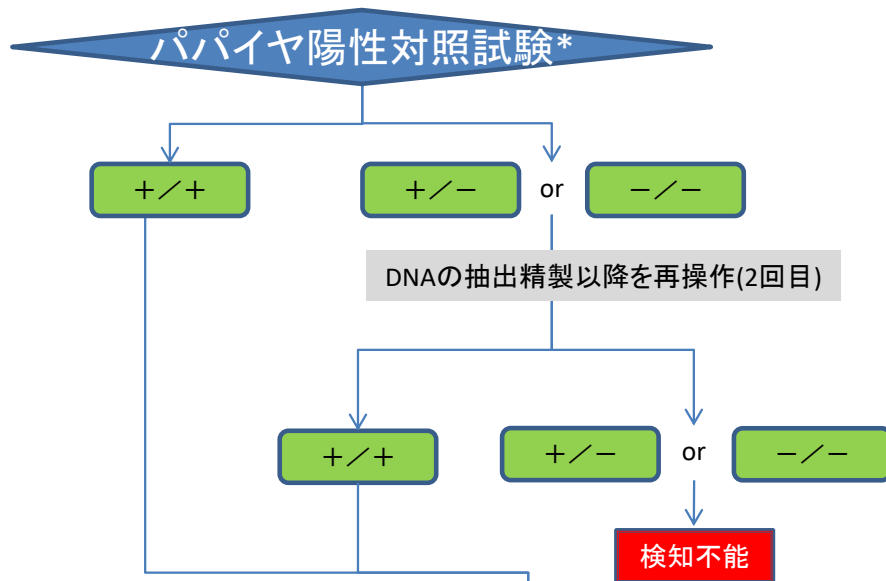 パパイヤ陽性対照試験*
+/+
+/-
or
-/-
DNAの抽出精製以降を再操作(2回目)
+/+
+/-
or
-/-
検知不能